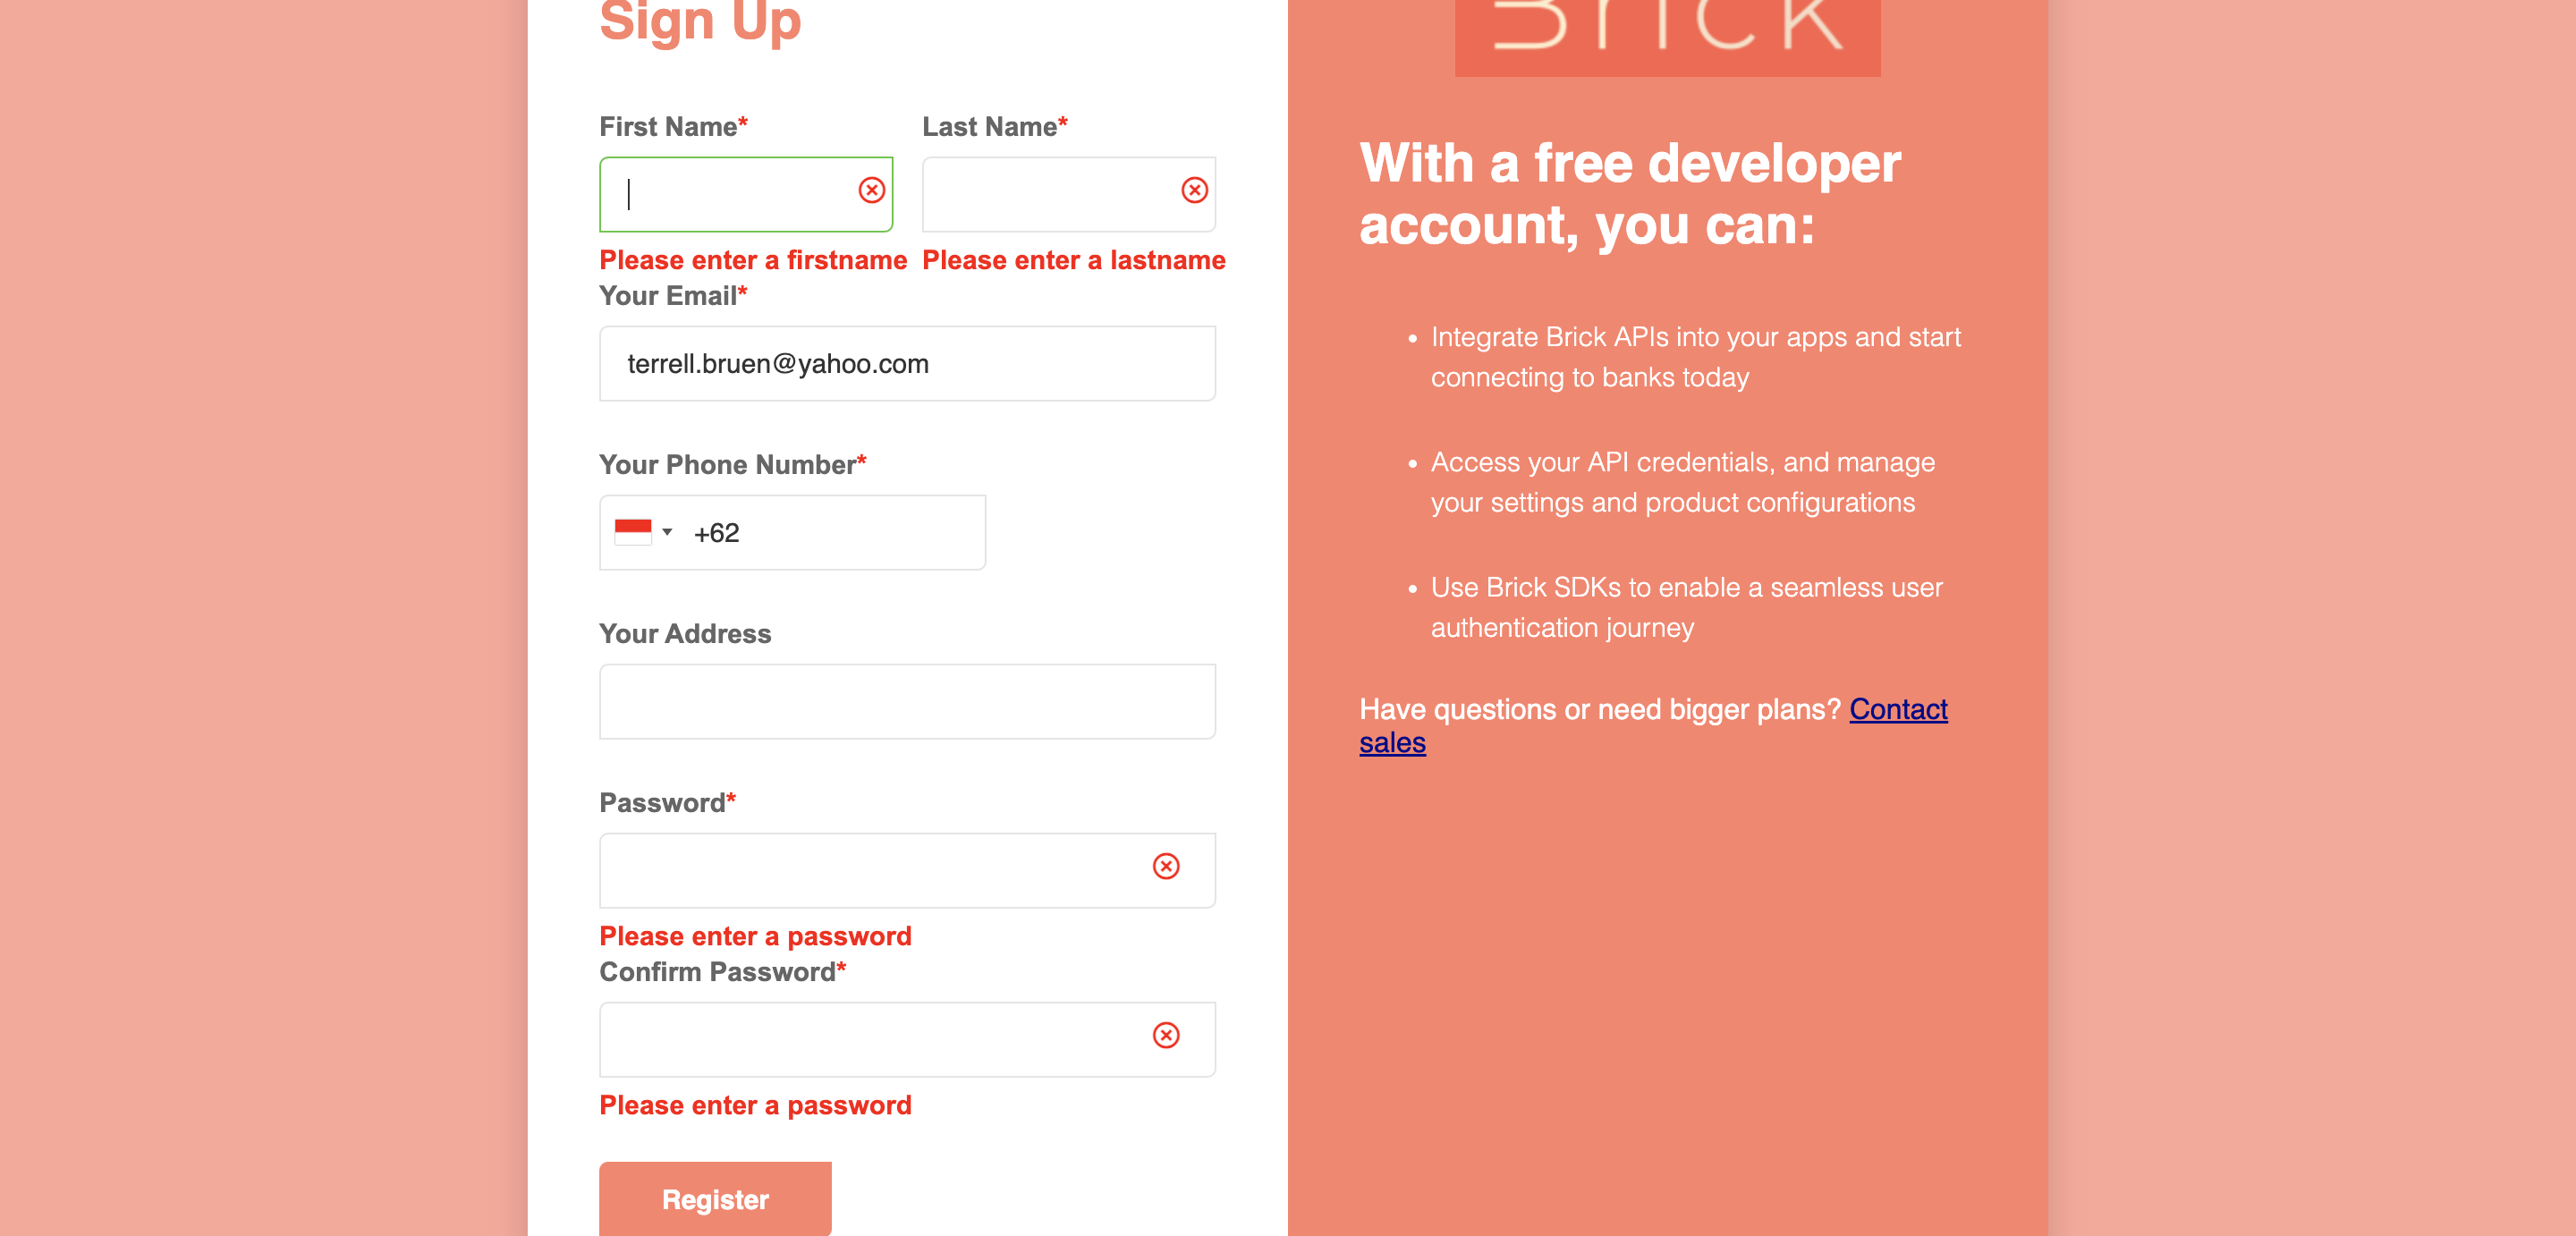 Sign Up
First Name* Last Name*
Please enter a firstname Please enter a lastname
Your Email*
terrell.bruen@yahoo.com
Your Phone Number*
+62
Your Address
Password*
Please enter a password
Confirm Password*
Please enter a password
Register
Brick
With a free developer
account, you can:
• Integrate Brick APIs into your apps and start
connecting to banks today
• Access your API credentials, and manage
your settings and product configurations
• Use Brick SDKs to enable a seamless user
authentication journey
Have questions or need bigger plans? Contact
sales